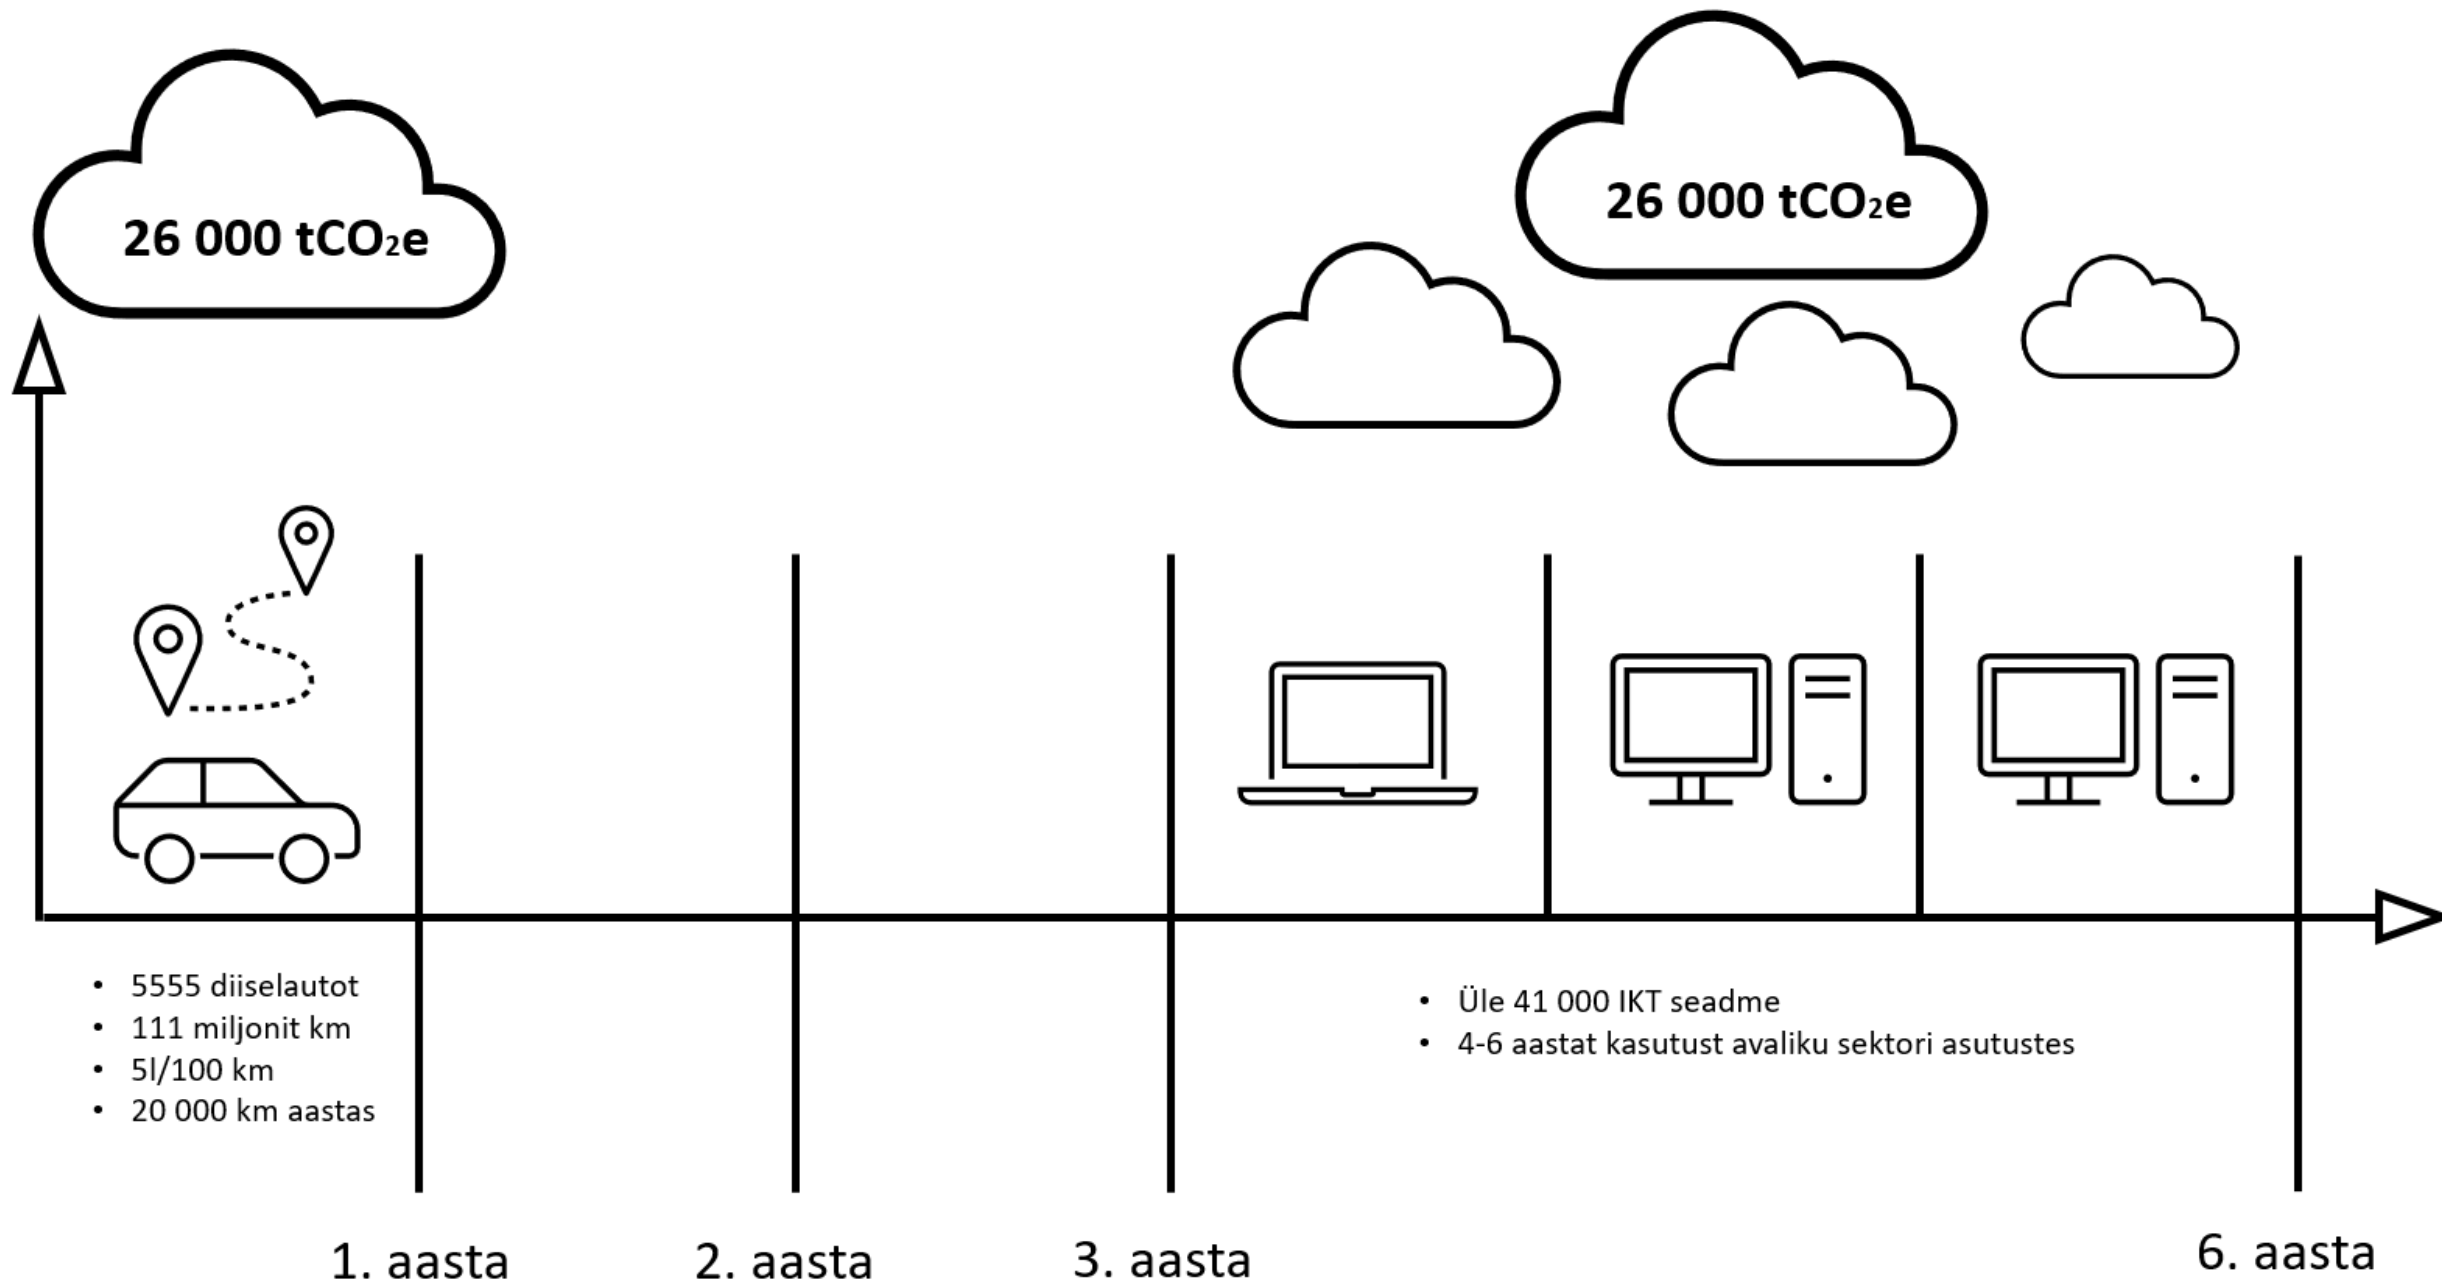 26 000 tCO₂e
26 000 tCO₂e
• 5555 diiselautot
• 111 miljonit km
• 5l/100 km
• 20 000 km aastas
• Üle 41 000 IKT seadme
• 4-6 aastat kasutust avaliku sektori asutustes
1. aasta
2. aasta
3. aasta
6. aasta